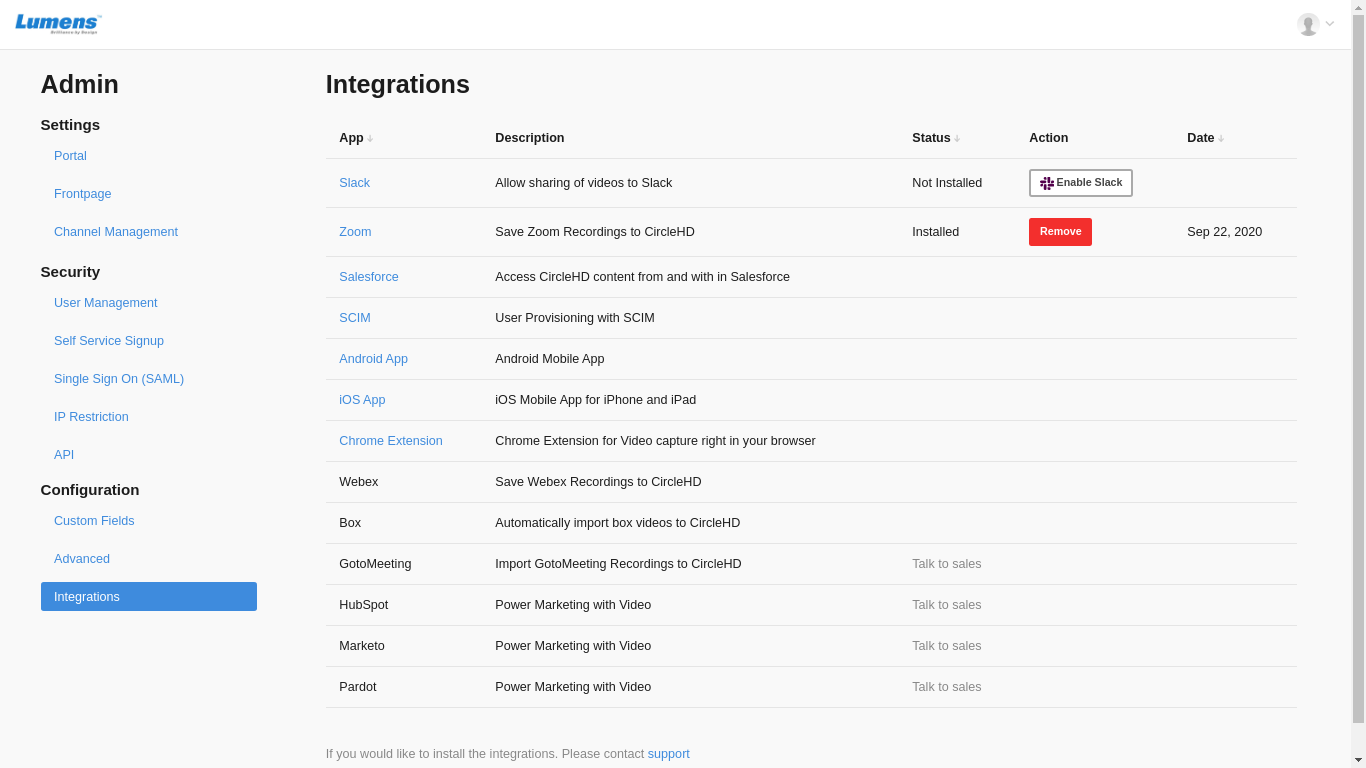 Lumens
Brilliance by Design
Admin
Settings
Portal
Frontpage
Channel Management
Security
User Management
Self Service Signup
Single Sign On (SAML)
IP Restriction
API
Configuration
Custom Fields
Advanced
Integrations
Integrations
App Description Status Action Date
Slack Allow sharing of videos to Slack Not Installed Enable Slack
Zoom Save Zoom Recordings to CircleHD Installed Remove Sep 22, 2020
Salesforce Access CircleHD content from and with in Salesforce
SCIM User Provisioning with SCIM
Android App Android Mobile App
iOS App iOS Mobile App for iPhone and iPad
Chrome Extension Chrome Extension for Video capture right in your browser
Webex Save Webex Recordings to CircleHD
Box Automatically import box videos to CircleHD
GotoMeeting Import GotoMeeting Recordings to CircleHD Talk to sales
HubSpot Power Marketing with Video Talk to sales
Marketo Power Marketing with Video Talk to sales
Pardot Power Marketing with Video Talk to sales
If you would like to install the integrations. Please contact support